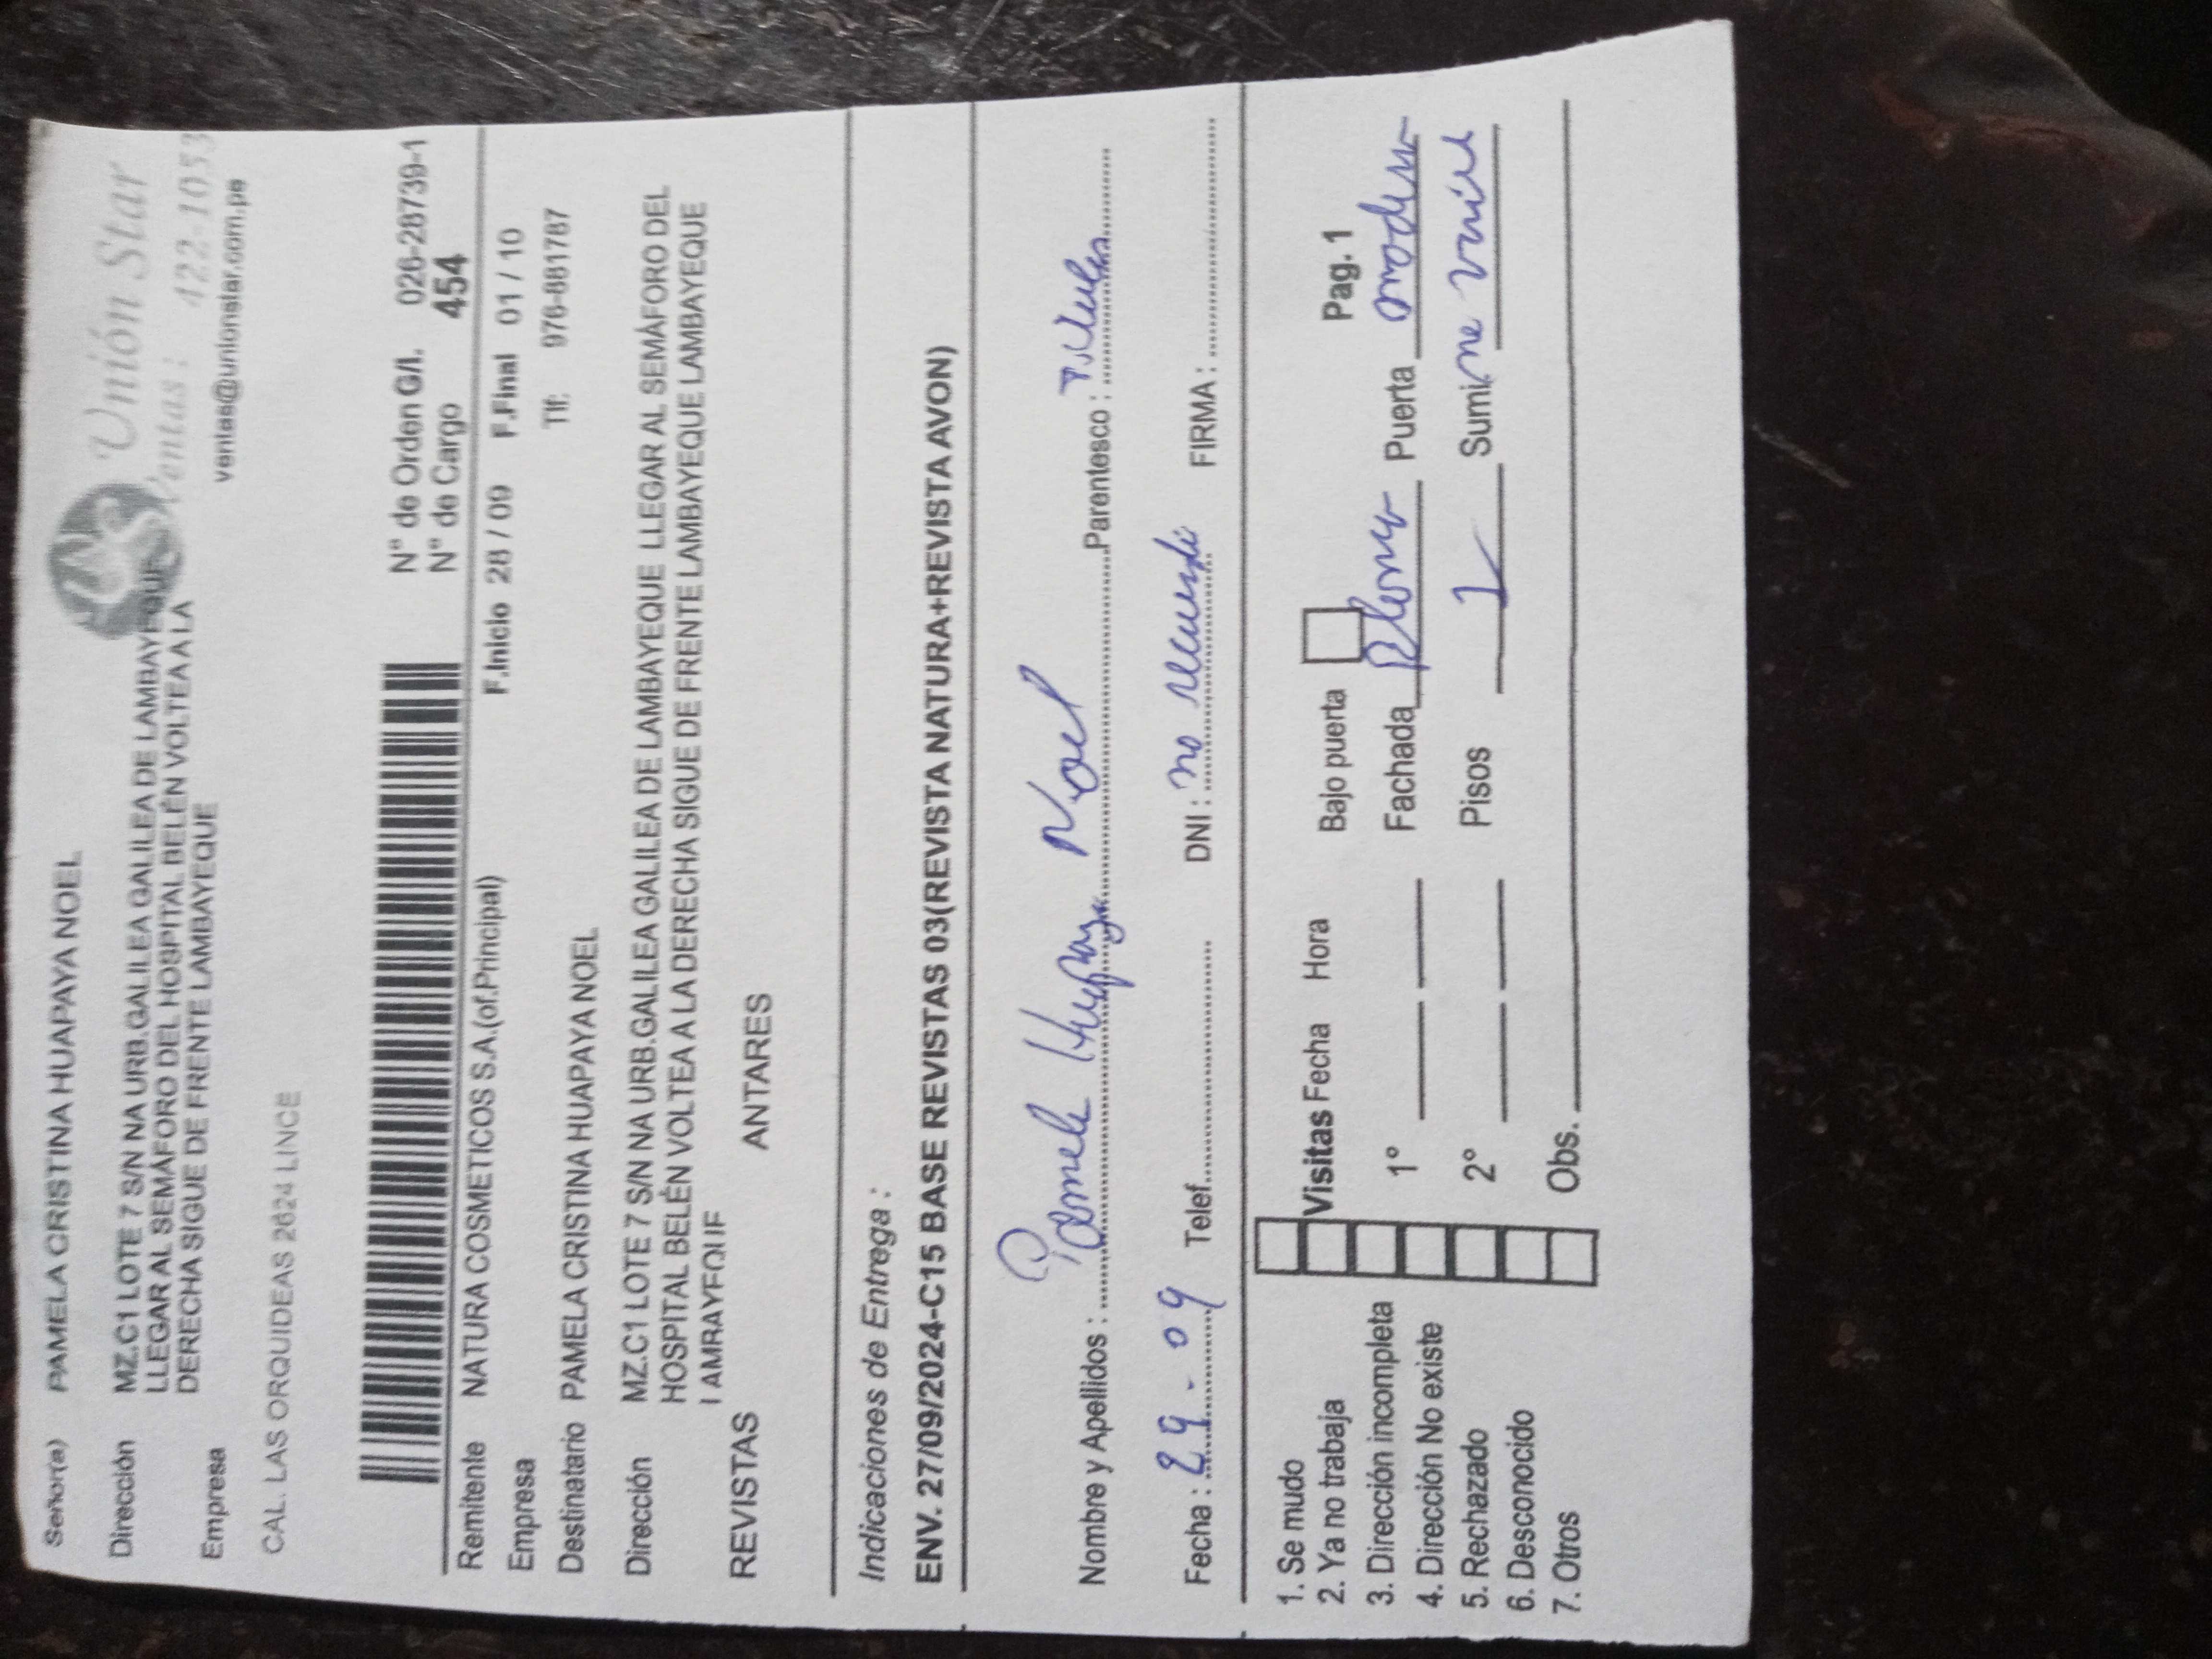 Unión Star
Ventas : 422-1053
ventas@unionstar.com.pe
Señor(a) PAMELA CRISTINA HUAPAYA NOEL
Dirección MZ.C1 LOTE 7 S/N NA URB.GALILEA GALILEA DE LAMBAYEQUE
LLEGAR AL SEMÁFORO DEL HOSPITAL BELÉN VOLTEA A LA
DERECHA SIGUE DE FRENTE LAMBAYEQUE
Empresa
CAL. LAS ORQUIDEAS 2624 LINCE
N° de Orden G/I. 026-28739-1
N° de Cargo 454
Remitente NATURA COSMETICOS S.A.(of.Principal) F.Inicio 28 / 09 F.Final 01 / 10
Empresa Tlf: 976-881787
Destinatario PAMELA CRISTINA HUAPAYA NOEL
Dirección MZ.C1 LOTE 7 S/N NA URB.GALILEA GALILEA DE LAMBAYEQUE LLEGAR AL SEMÁFORO DEL
HOSPITAL BELÉN VOLTEA A LA DERECHA SIGUE DE FRENTE LAMBAYEQUE LAMBAYEQUE
LAMBAYEQUE
REVISTAS ANTARES
Indicaciones de Entrega :
ENV. 27/09/2024-C15 BASE REVISTAS 03(REVISTA NATURA+REVISTA AVON)
Nombre y Apellidos : Pamela Huapaya Noel Parentesco :
Fecha : 29-09 Telef. DNI : no FIRMA :
1. Se mudo
2. Ya no trabaja Visitas Fecha Hora Bajo puerta Pag. 1
3. Dirección incompleta 1° Fachada Puerta
4. Dirección No existe
5. Rechazado 2° Pisos 1 Sumi
6. Desconocido
7. Otros Obs.